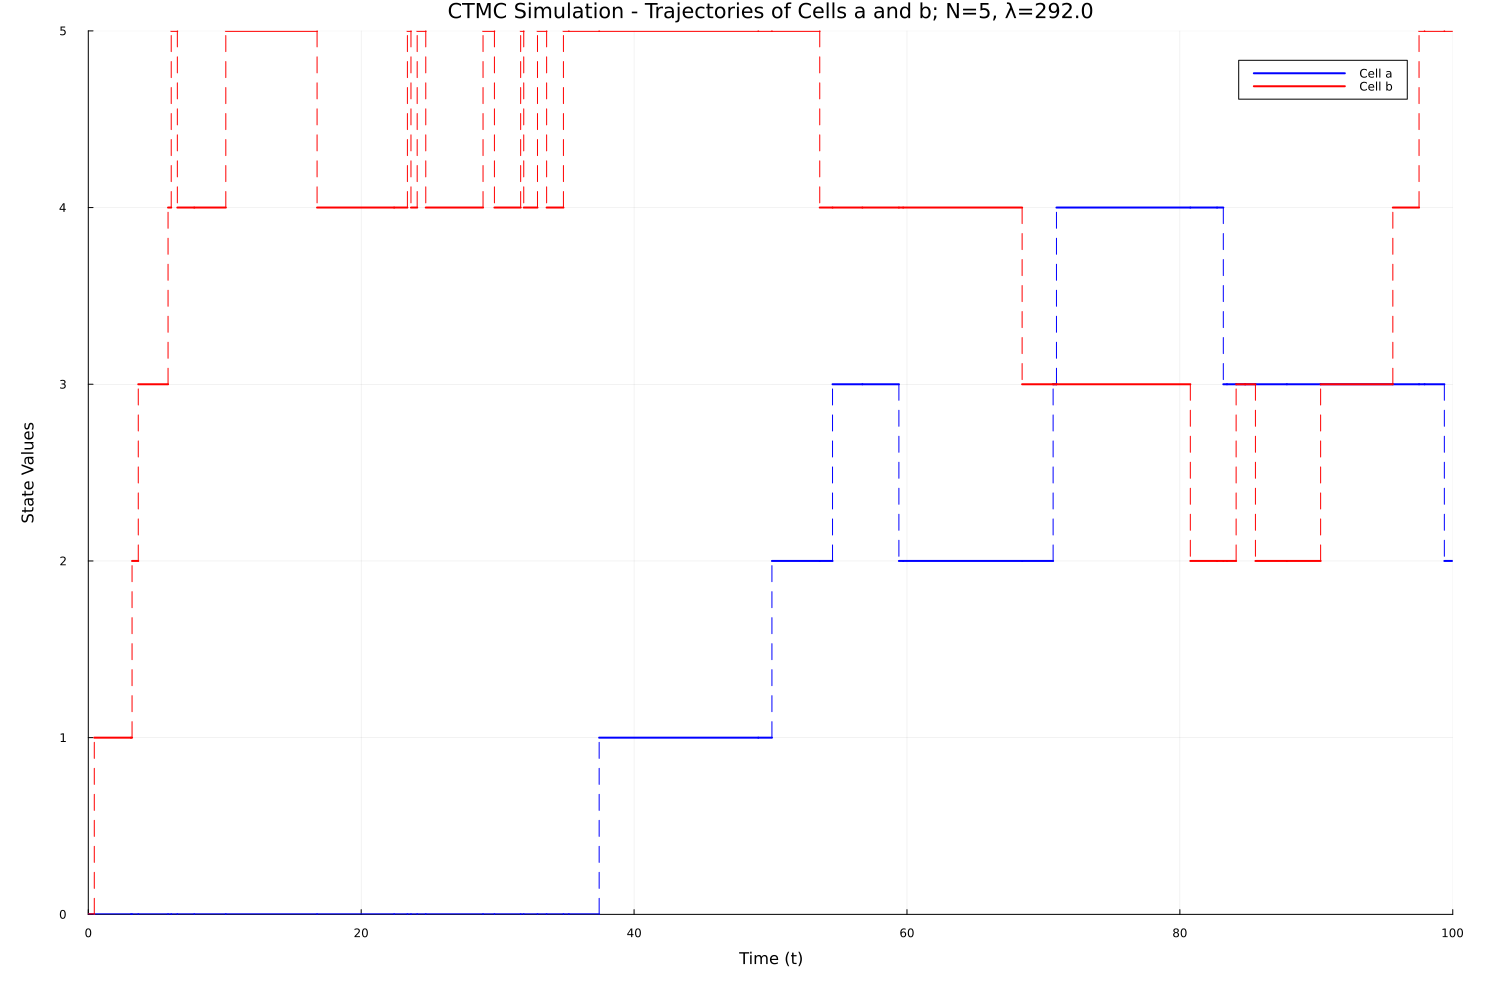 CTMC Simulation - Trajectories of Cells a and b; N=5, λ=292.0
5
Cell a
Cell b
4
3
State Values
2
1
0
0 20 40 60 80 100
Time (t)